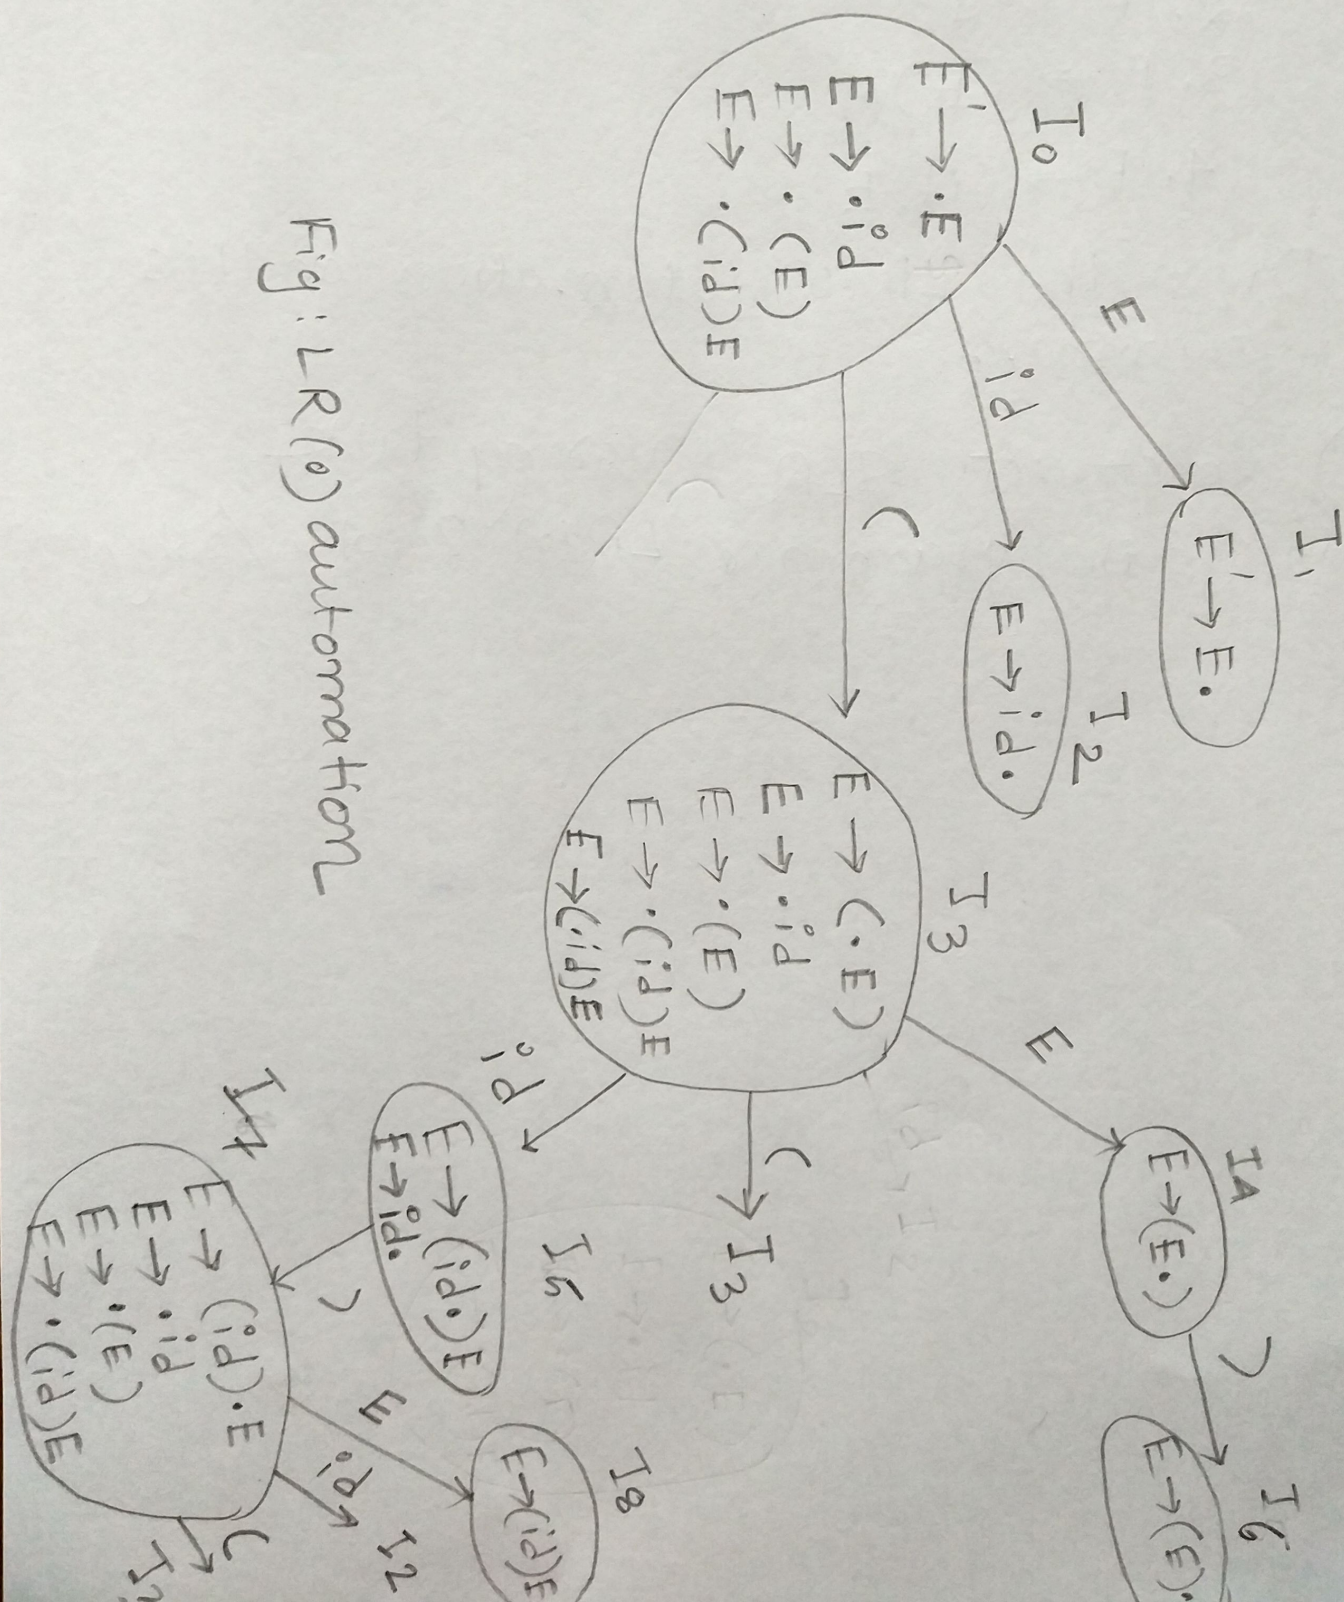 I0
E' → .E
E → .id
E → .(E)
E → .(id)E
E
id
(
I1
E' → E.
I2
E → id.
I3
E → (.E)
E → .id
E → .(E)
E → .(id)E
E → (.id)E
E
(
I3
id
I4
E → (E.)
)
I6
E → (E).
I5
E → (id.)E
E → id.
)
I7
E → (id).E
E → .id
E → .(E)
E → .(id)E
E
I8
E → (id)E
id
I2
(
Fig: LR(0) automation